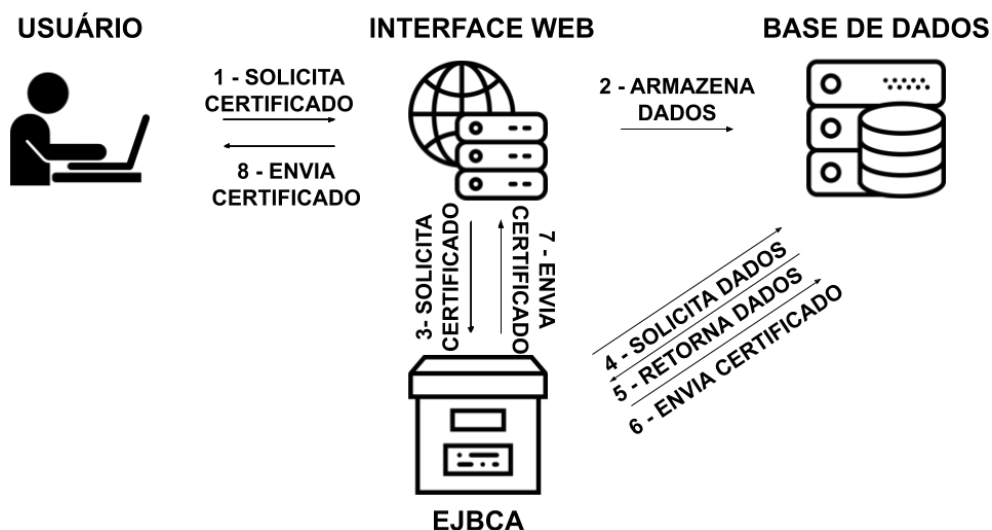 USUÁRIO
INTERFACE WEB
BASE DE DADOS
1 - SOLICITA
CERTIFICADO
8 - ENVIA
CERTIFICADO
2 - ARMAZENA
DADOS
3- SOLICITA
CERTIFICADO
7 - ENVIA
CERTIFICADO
4 - SOLICITA DADOS
5 - RETORNA DADOS
6 - ENVIA CERTIFICADO
EJBCA